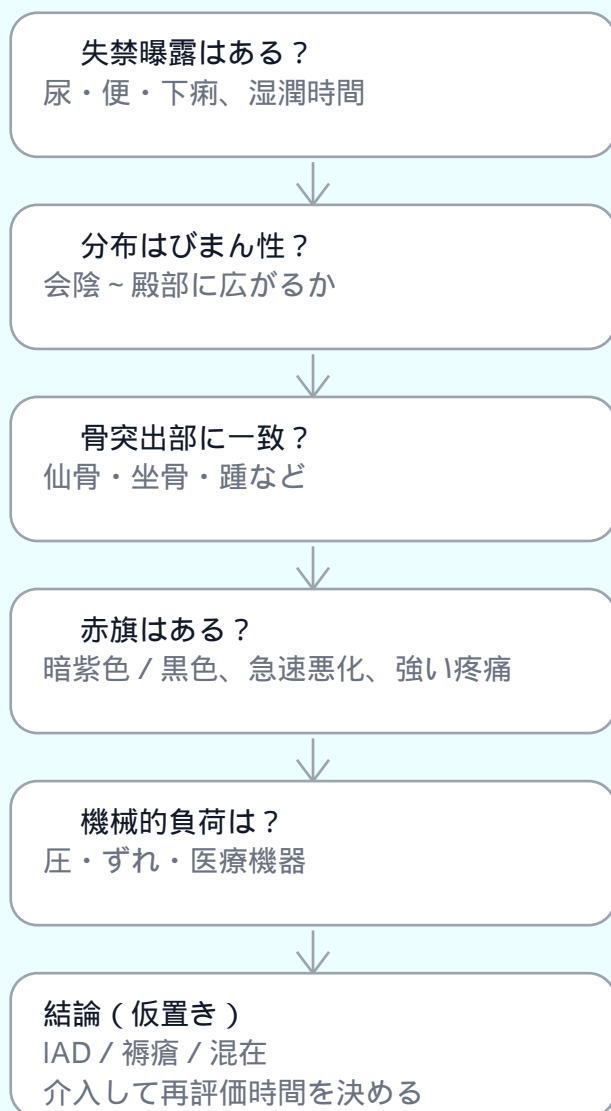 失禁曝露はある？
尿・便・下痢、湿潤時間
分布はびまん性？
会陰~殿部に広がるか
骨突出部に一致？
仙骨・坐骨・踵など
赤旗はある？
暗紫色/黒色、急速悪化、強い疼痛
機械的負荷は？
圧・ずれ・医療機器
結論(仮置き)
IAD/褥瘡/混在
介入して再評価時間を決める